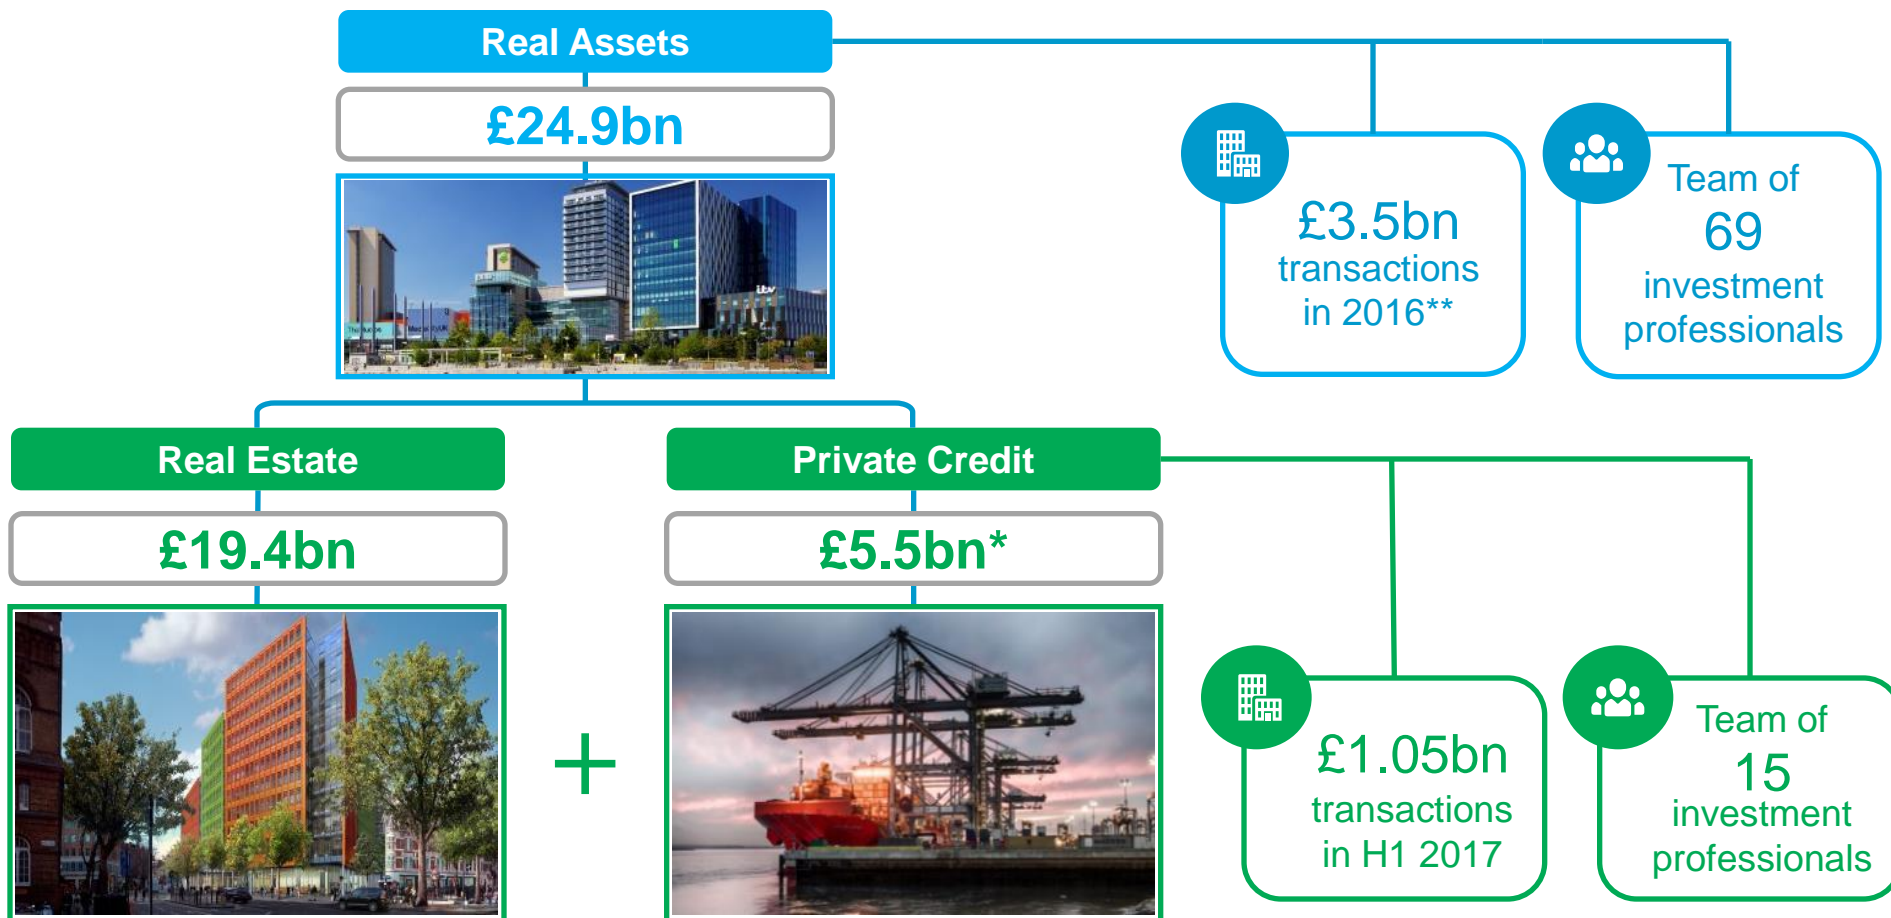 Real Assets
£24.9bn
itv
£3.5bn
transactions
in 2016**
Team of
69
investment
professionals
Real Estate
£19.4bn
Private Credit
£5.5bn*
+
£1.05bn
transactions
in H1 2017
Team of
15
investment
professionals